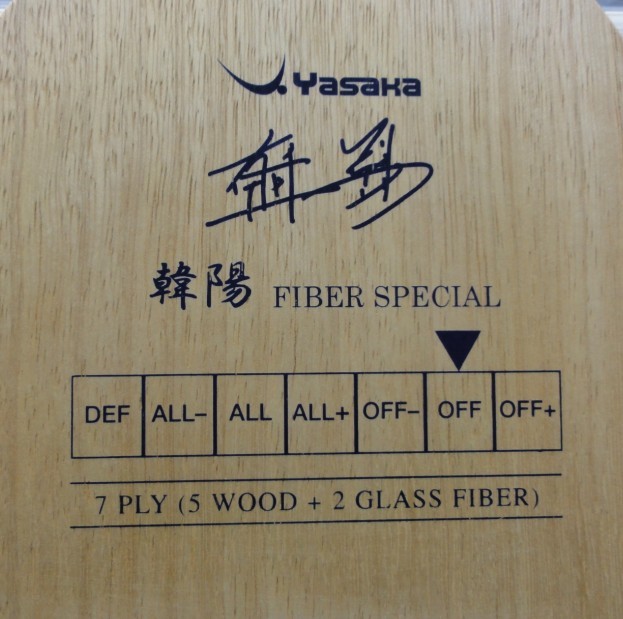 Yasaka
韓陽 FIBER SPECIAL
DEF ALL- ALL ALL+ OFF- OFF OFF+
7 PLY (5 WOOD + 2 GLASS FIBER)